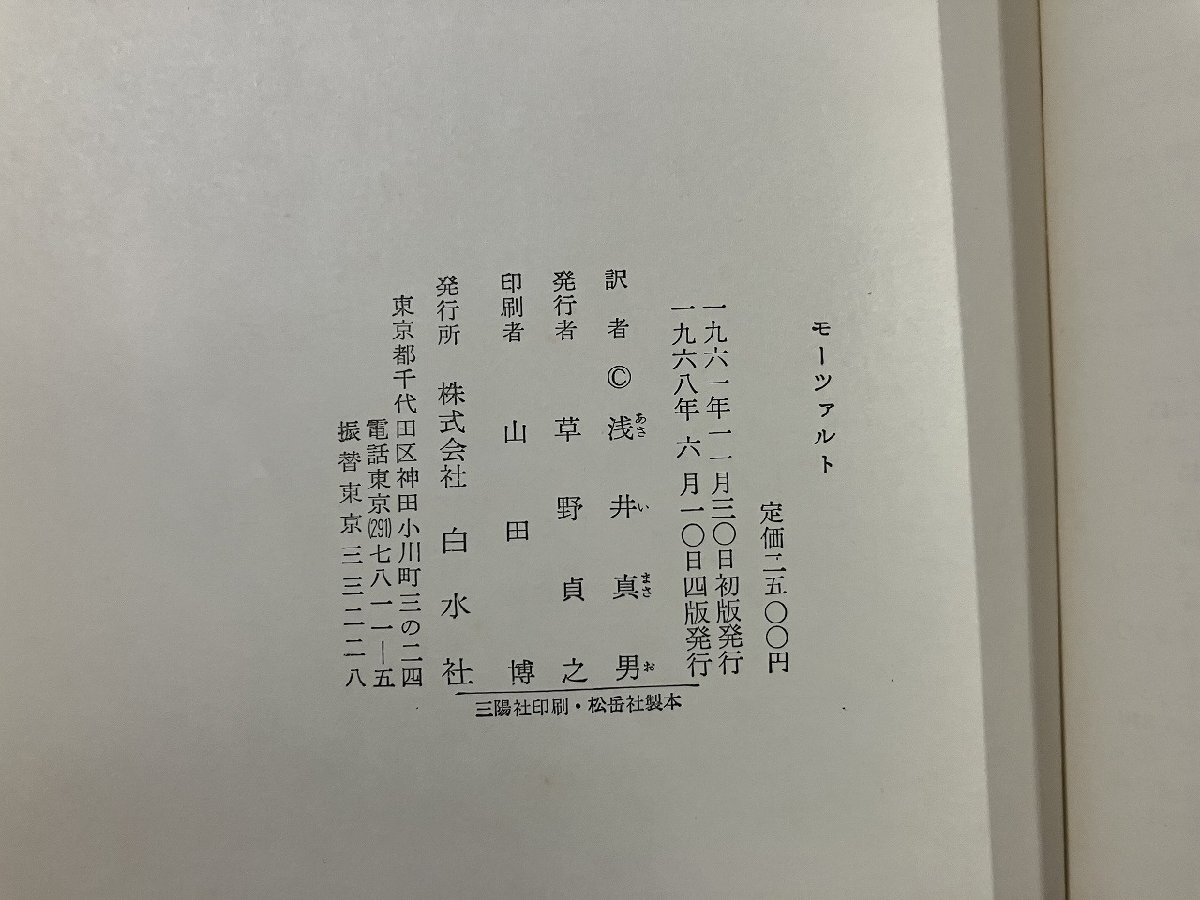 モーツァルト
定価二五〇〇円
一九六一年一一月三〇日初版発行
一九六八年六月一〇日四版発行
訳者©浅井真男
あさいまさお
発行者草野貞之
印刷者山田博
発行所株式会社白水社
東京都千代田区神田小川町三の二四
電話東京(291)七八一一―五
振替東京三三二二八
三陽社印刷・松岳社製本